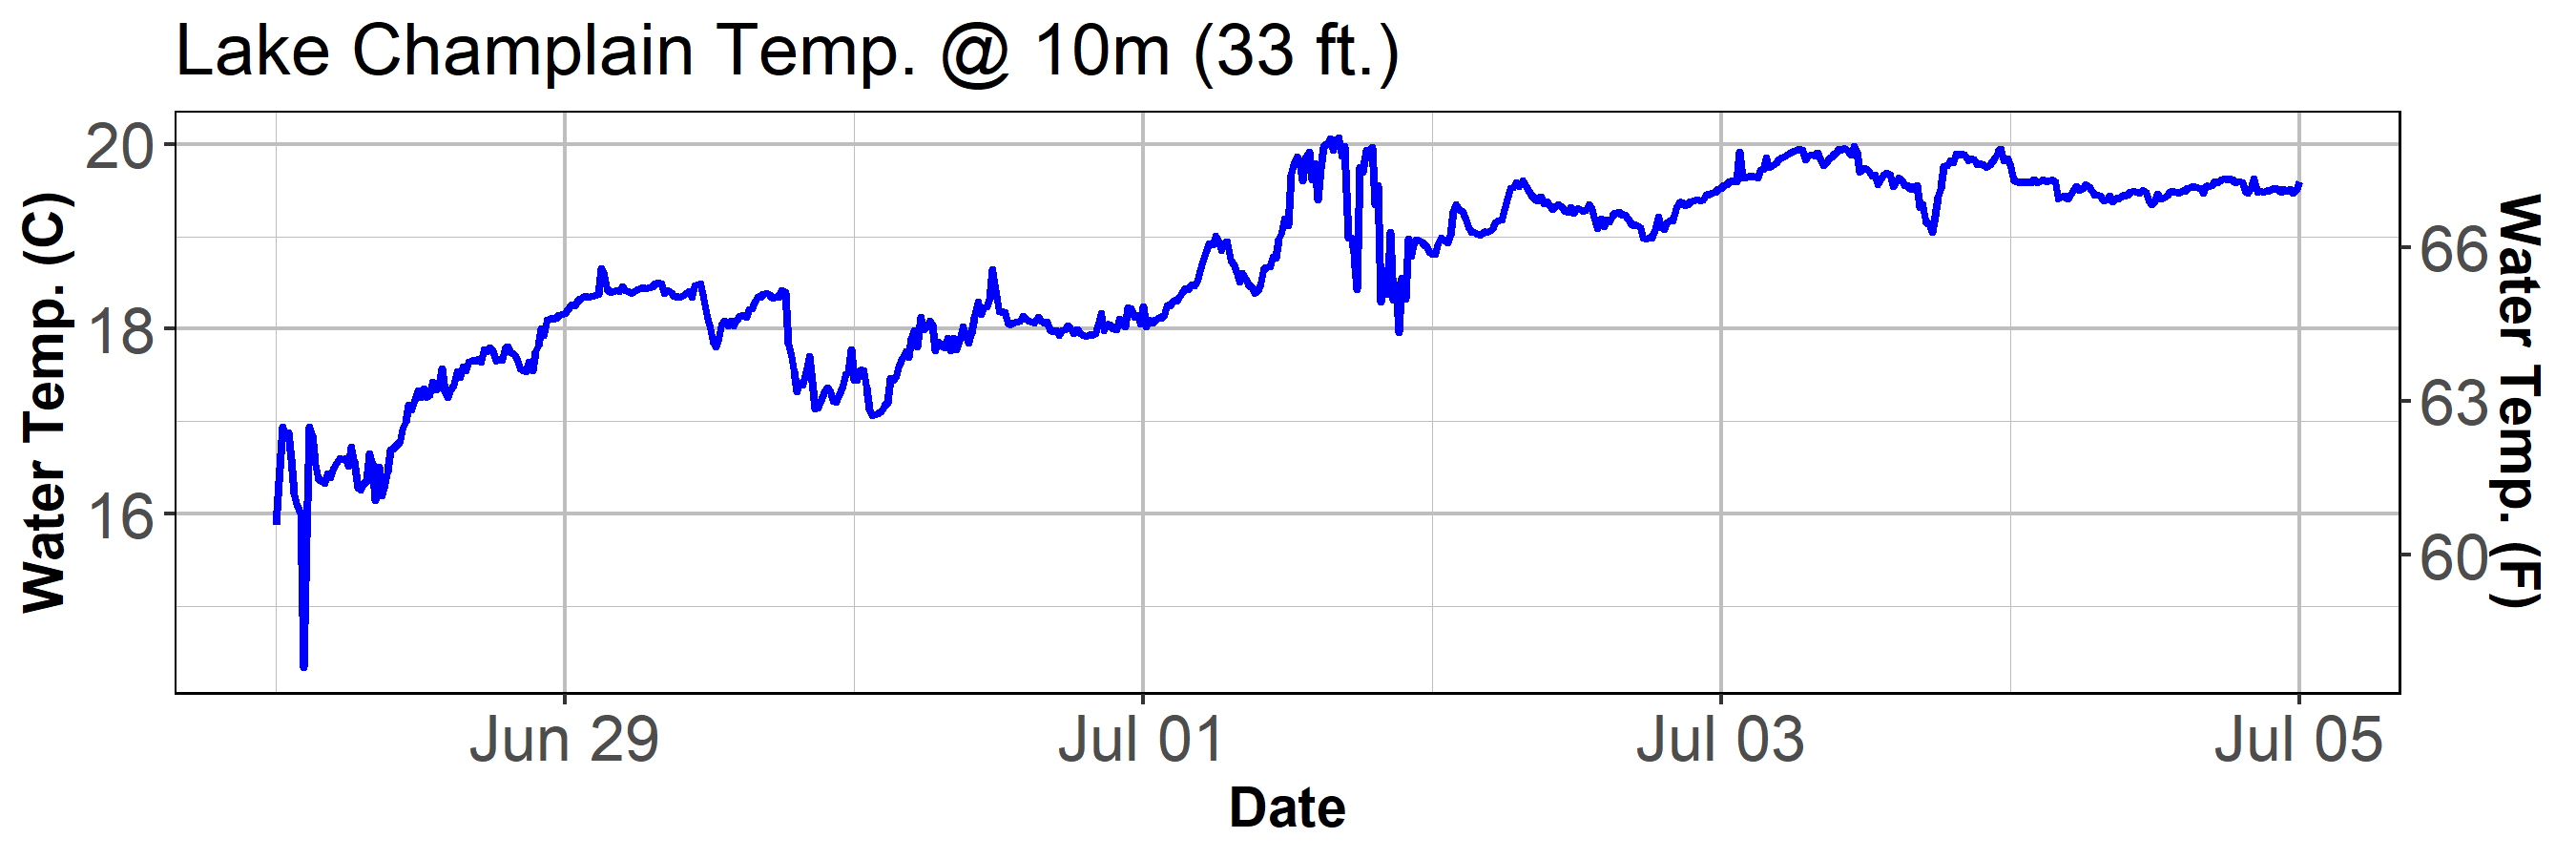 Lake Champlain Temp. @ 10m (33 ft.)
20
18
16
Water Temp. (C)
66
63
60
Water Temp. (F)
Jun 29
Jul 01
Jul 03
Jul 05
Date